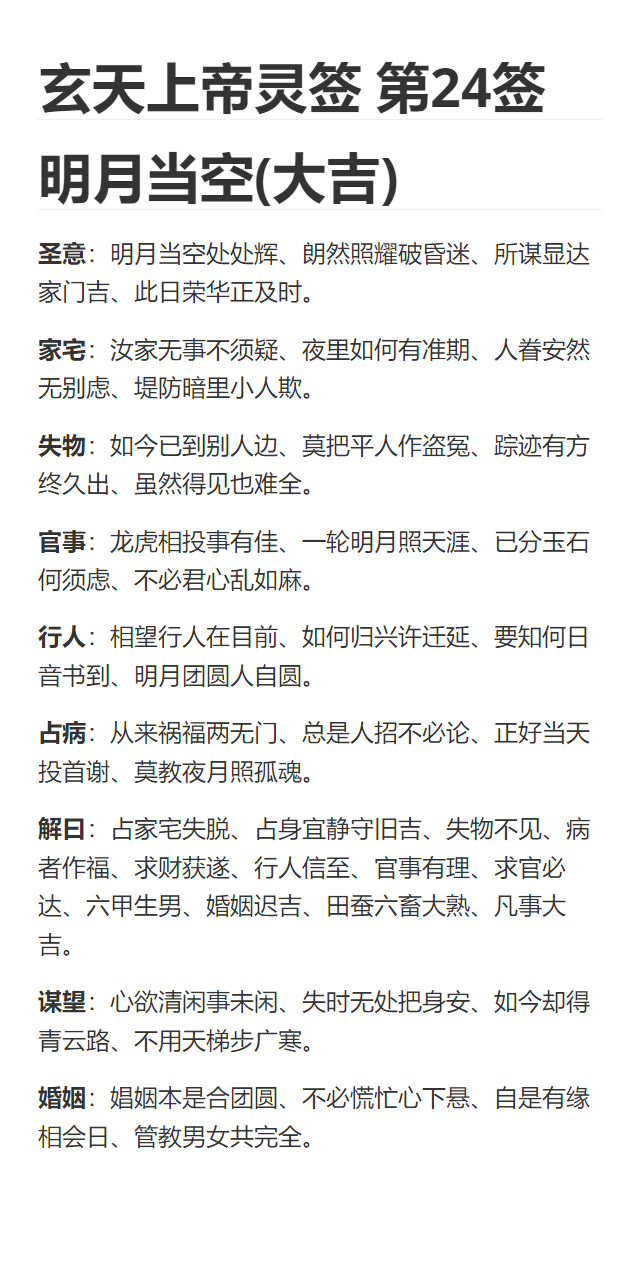 玄天上帝灵签 第24签
明月当空(大吉)
圣意：明月当空处处辉、朗然照耀破昏迷、所谋显达
家门吉、此日荣华正及时。
家宅：汝家无事不须疑、夜里如何有准期、人眷安然
无别虑、堤防暗里小人欺。
失物：如今已到别人边、莫把平人作盗冤、踪迹有方
终久出、虽然得见也难全。
官事：龙虎相投事有佳、一轮明月照天涯、已分玉石
何须虑、不必君心乱如麻。
行人：相望行人在目前、如何归兴许迁延、要知何日
音书到、明月团圆人自圆。
占病：从来祸福两无门、总是人招不必论、正好当天
投首谢、莫教夜月照孤魂。
解曰：占家宅失脱、占身宜静守旧吉、失物不见、病
者作福、求财获遂、行人信至、官事有理、求官必
达、六甲生男、婚姻迟吉、田蚕六畜大熟、凡事大
吉。
谋望：心欲清闲事未闲、失时无处把身安、如今却得
青云路、不用天梯步广寒。
婚姻：娼姻本是合团圆、不必慌忙心下悬、自是有缘
相会日、管教男女共完全。